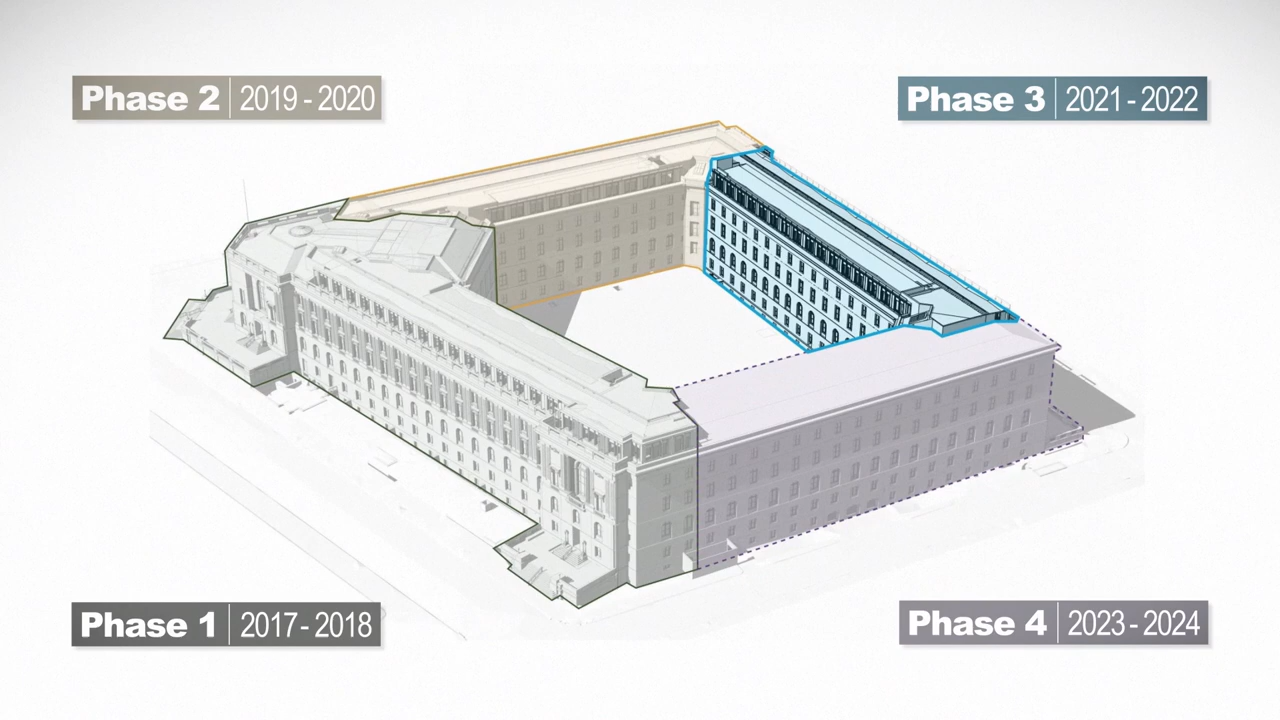 Phase 2 | 2019 - 2020
Phase 3 | 2021 - 2022
Phase 1 | 2017 - 2018
Phase 4 | 2023 - 2024